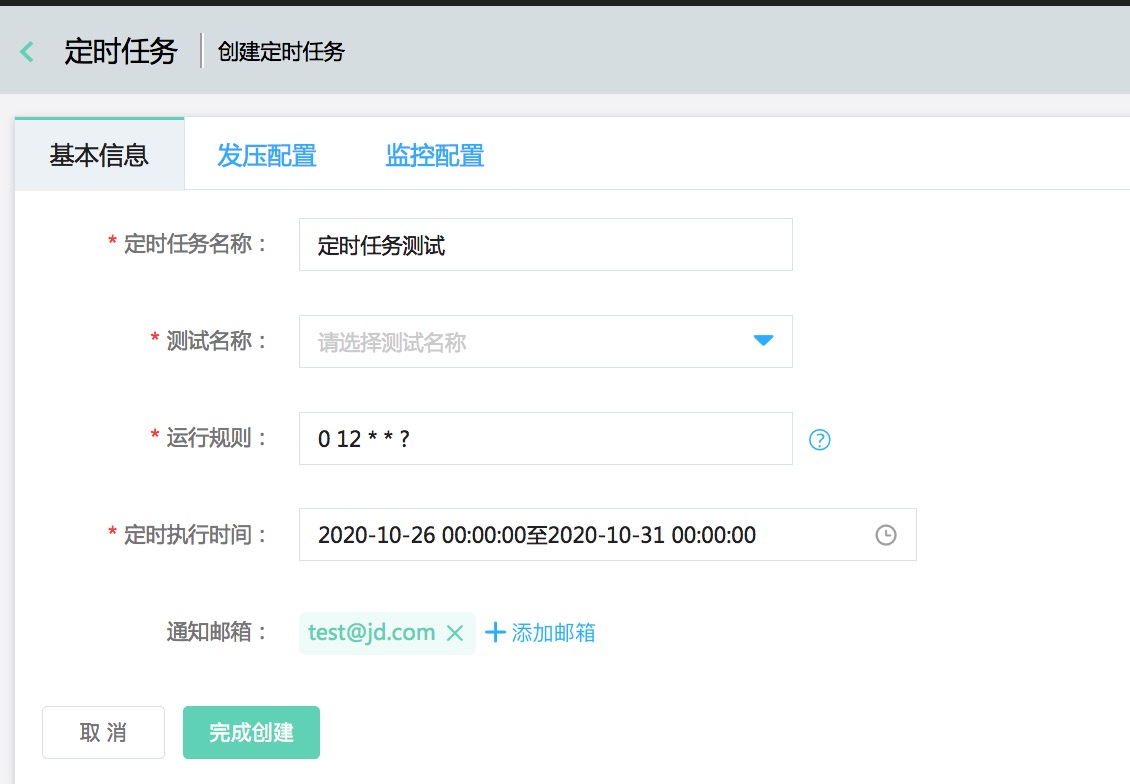 定时任务 创建定时任务
基本信息 发压配置 监控配置
* 定时任务名称： 定时任务测试
* 测试名称： 请选择测试名称
* 运行规则： 0 12 * * ? ?
* 定时执行时间： 2020-10-26 00:00:00至2020-10-31 00:00:00
通知邮箱： test@jd.com × + 添加邮箱
取 消 完成创建